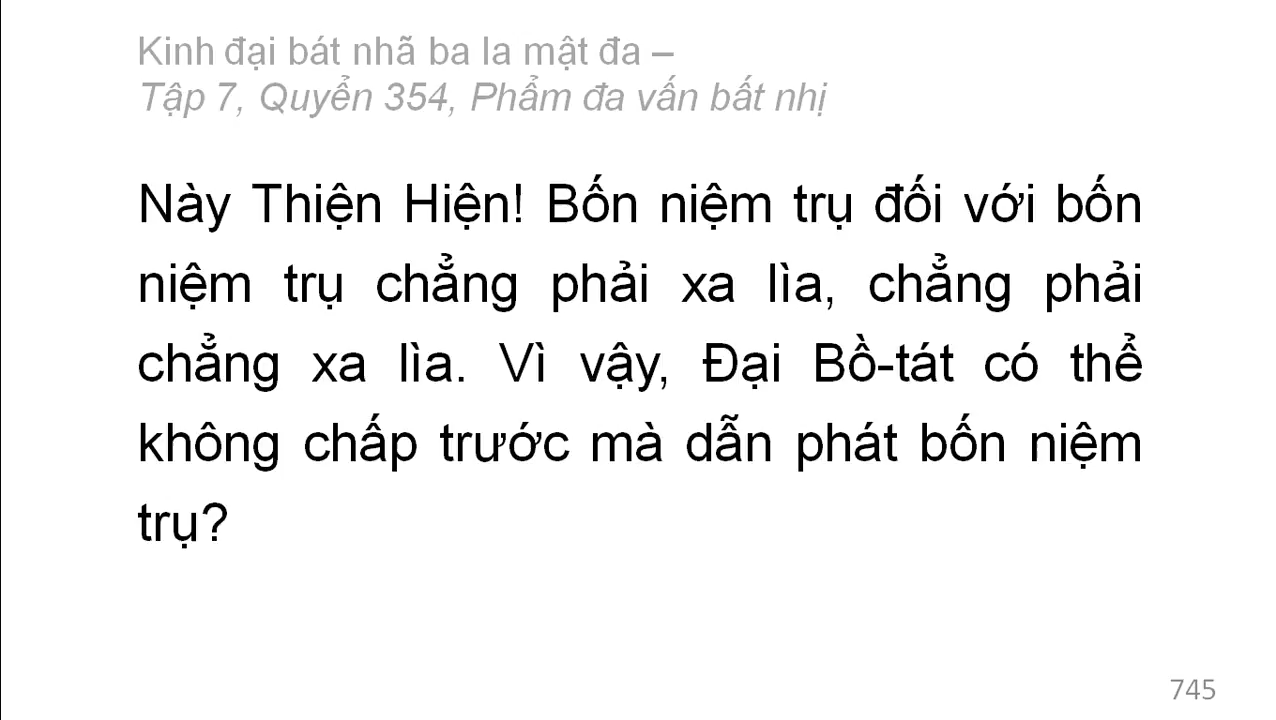 Kinh đại bát nhã ba la mật đa –
Tập 7, Quyển 354, Phẩm đa vấn bất nhị
Này Thiện Hiện! Bốn niệm trụ đối với bốn
niệm trụ chẳng phải xa lìa, chẳng phải
chẳng xa lìa. Vì vậy, Đại Bồ-tát có thể
không chấp trước mà dẫn phát bốn niệm
trụ?
745